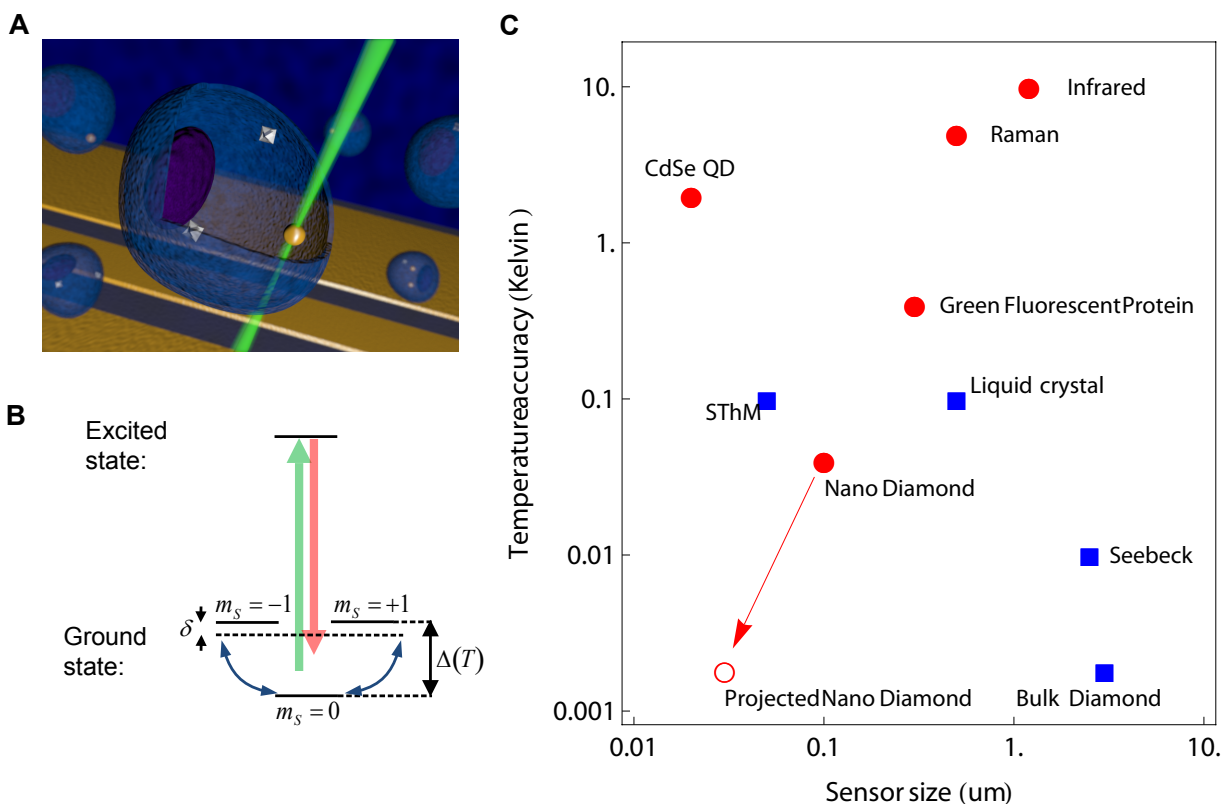 A
B
Excited
state:
m_S = −1
m_S = +1
δ
Ground
state:
Δ(T)
m_S = 0
C
Temperatureaccuracy (Kelvin)
10.
1.
0.1
0.01
0.001
Infrared
Raman
CdSe QD
Green FluorescentProtein
Liquid crystal
SThM
Nano Diamond
Seebeck
ProjectedNano Diamond
Bulk Diamond
0.01
0.1
1.
10.
Sensor size (um)